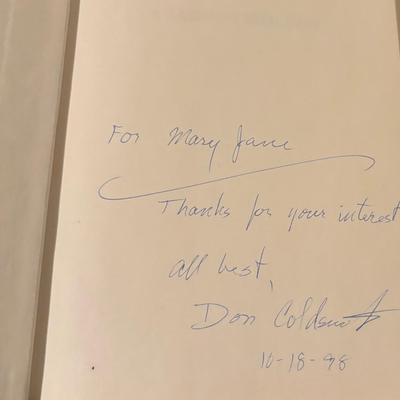 For Mary Jane
Thanks for your interest
all best,
Don Coldsmith
10-18-98